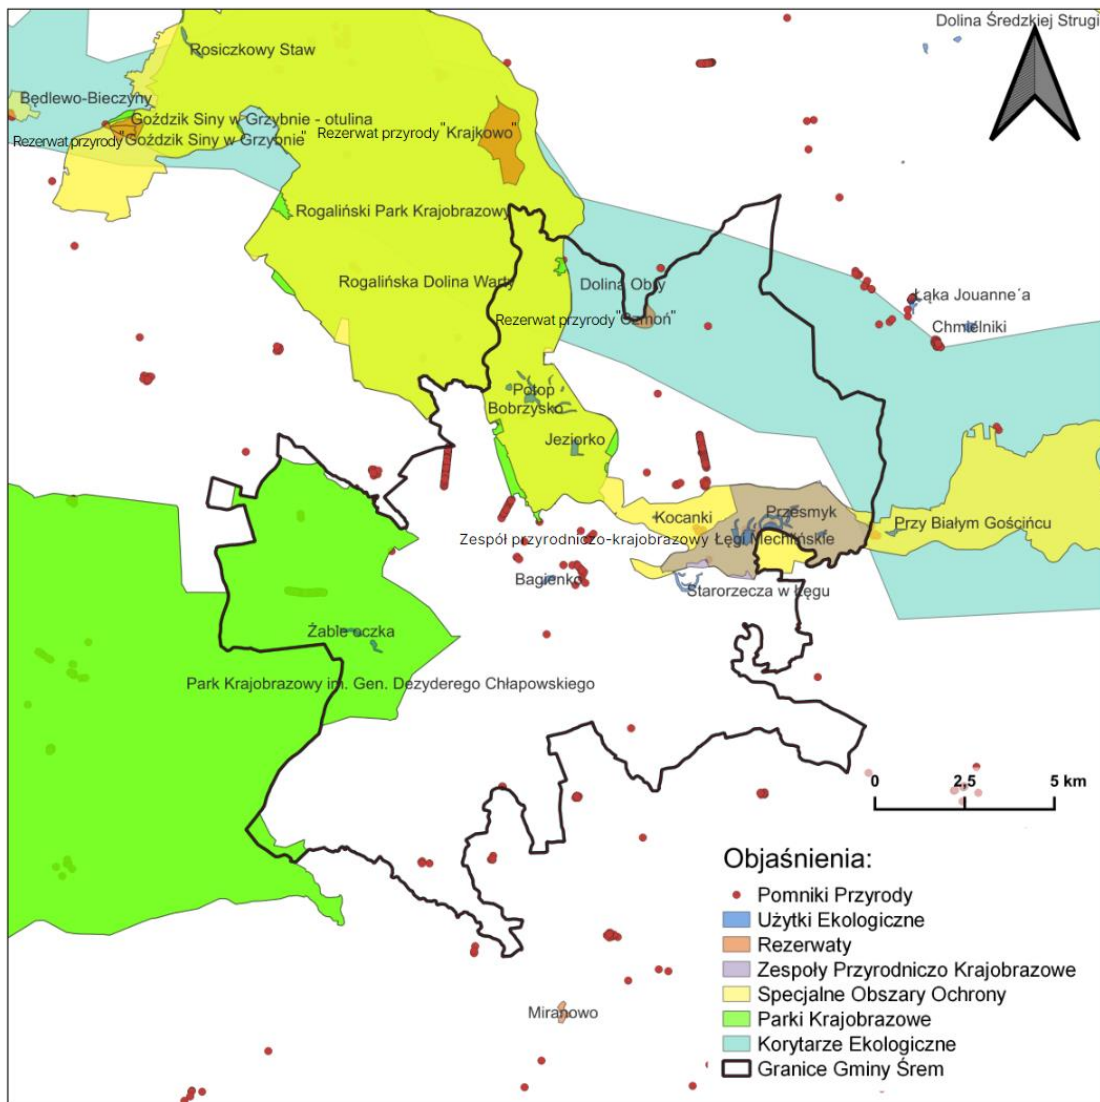 Dolina Średzkiej Strugi
Rosiczkowy Staw
Będlewo-Bieczyny
Goździk Siny w Grzybnie - otulina
Rezerwat przyrody "Goździk Siny w Grzybnie"
Rezerwat przyrody "Krajkowo"
Rogaliński Park Krajobrazowy
Rogalińska Dolina Warty
Dolina Obry
Łąka Jouanne´a
Rezerwat przyrody "Czmoń"
Chmielniki
Potop
Bobrzysko
Jeziorko
Kocanki
Przesmyk
Przy Białym Gościńcu
Zespół przyrodniczo-krajobrazowy Łęgi Mechlińskie
Bagienko
Starorzecza w Łęgu
Żabie oczka
Park Krajobrazowy im. Gen. Dezyderego Chłapowskiego
0 2,5 5 km
Objaśnienia:
Pomniki Przyrody
Użytki Ekologiczne
Rezerwaty
Zespoły Przyrodniczo Krajobrazowe
Specjalne Obszary Ochrony
Parki Krajobrazowe
Korytarze Ekologiczne
Granice Gminy Śrem
Miranowo